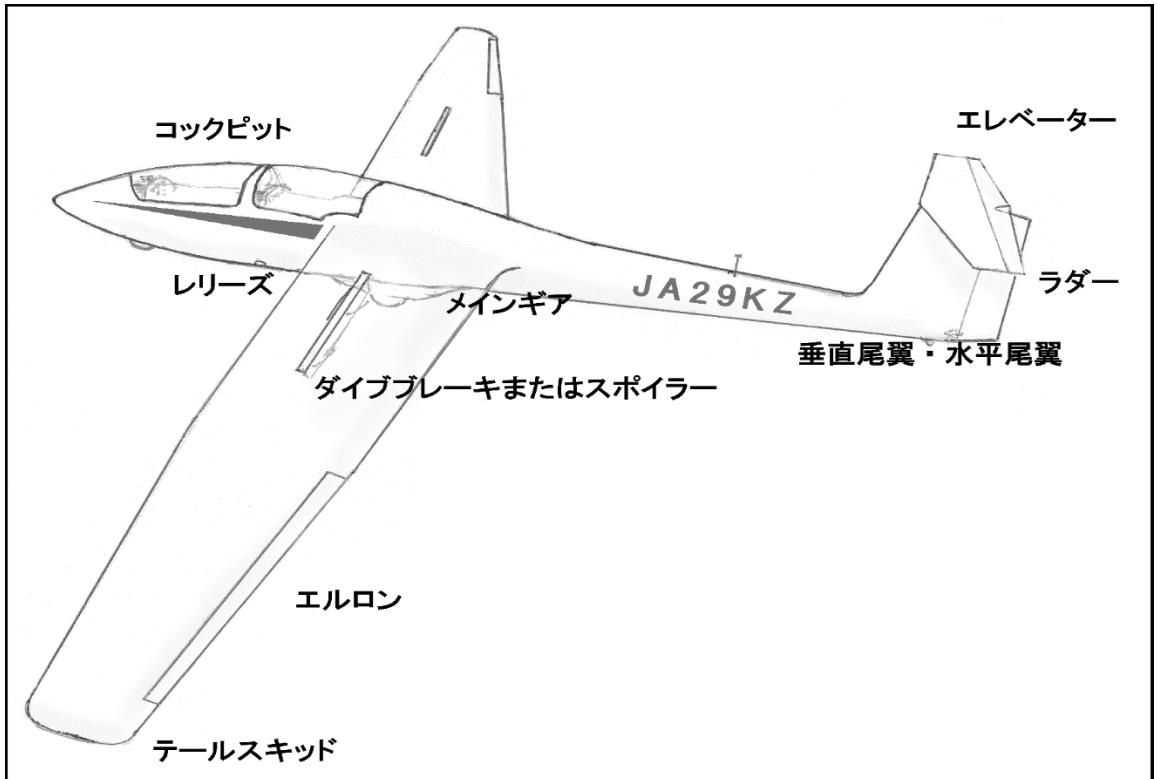 コックピット
エレベーター
レリーズ
メインギア
JA29KZ
ラダー
垂直尾翼・水平尾翼
ダイブブレーキまたはスポイラー
エルロン
テールスキッド